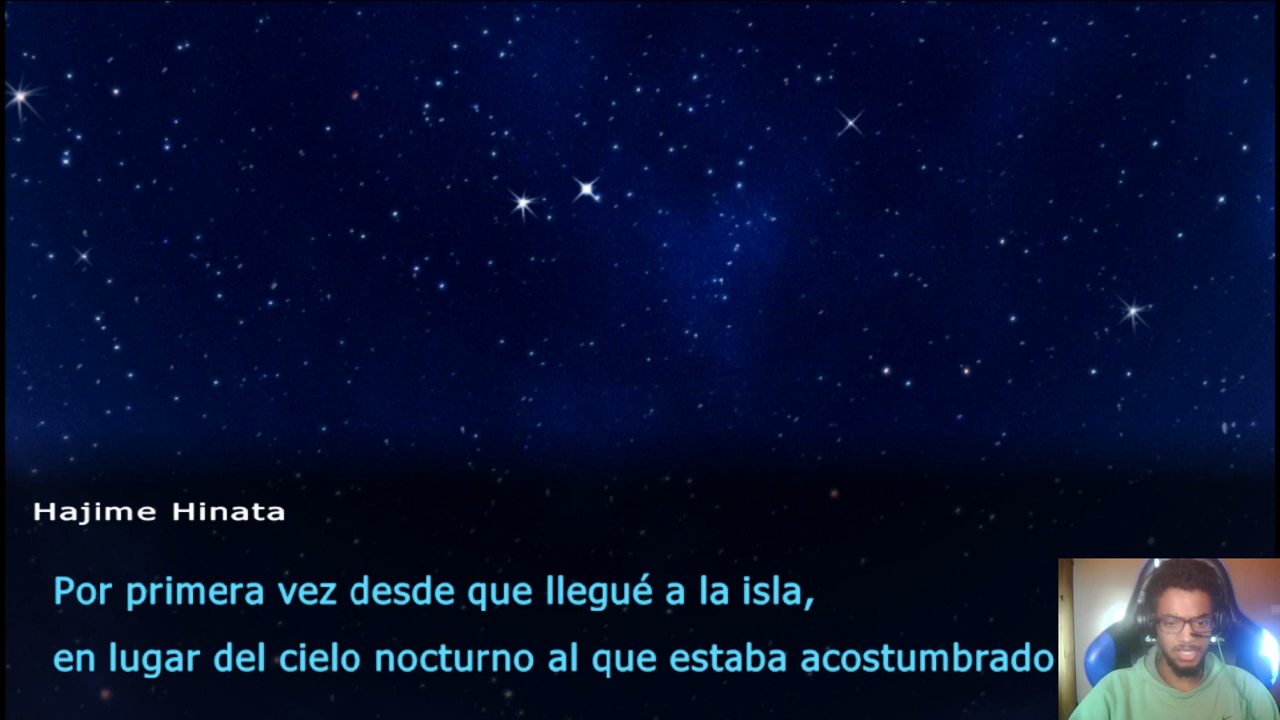 Hajime Hinata
Por primera vez desde que llegué a la isla,
en lugar del cielo nocturno al que estaba acostumbrado